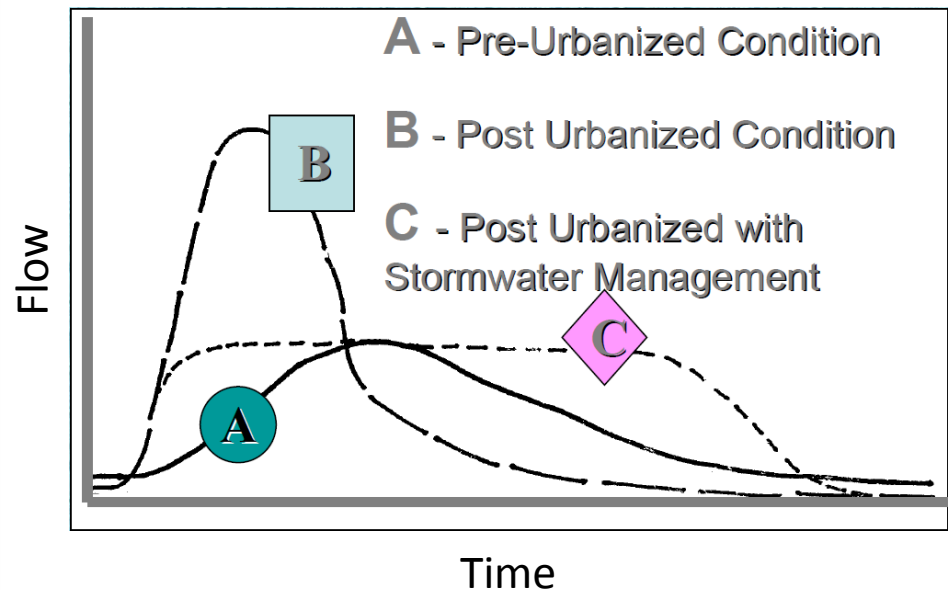 A - Pre-Urbanized Condition
B - Post Urbanized Condition
C - Post Urbanized with
Stormwater Management
B
C
A
Flow
Time